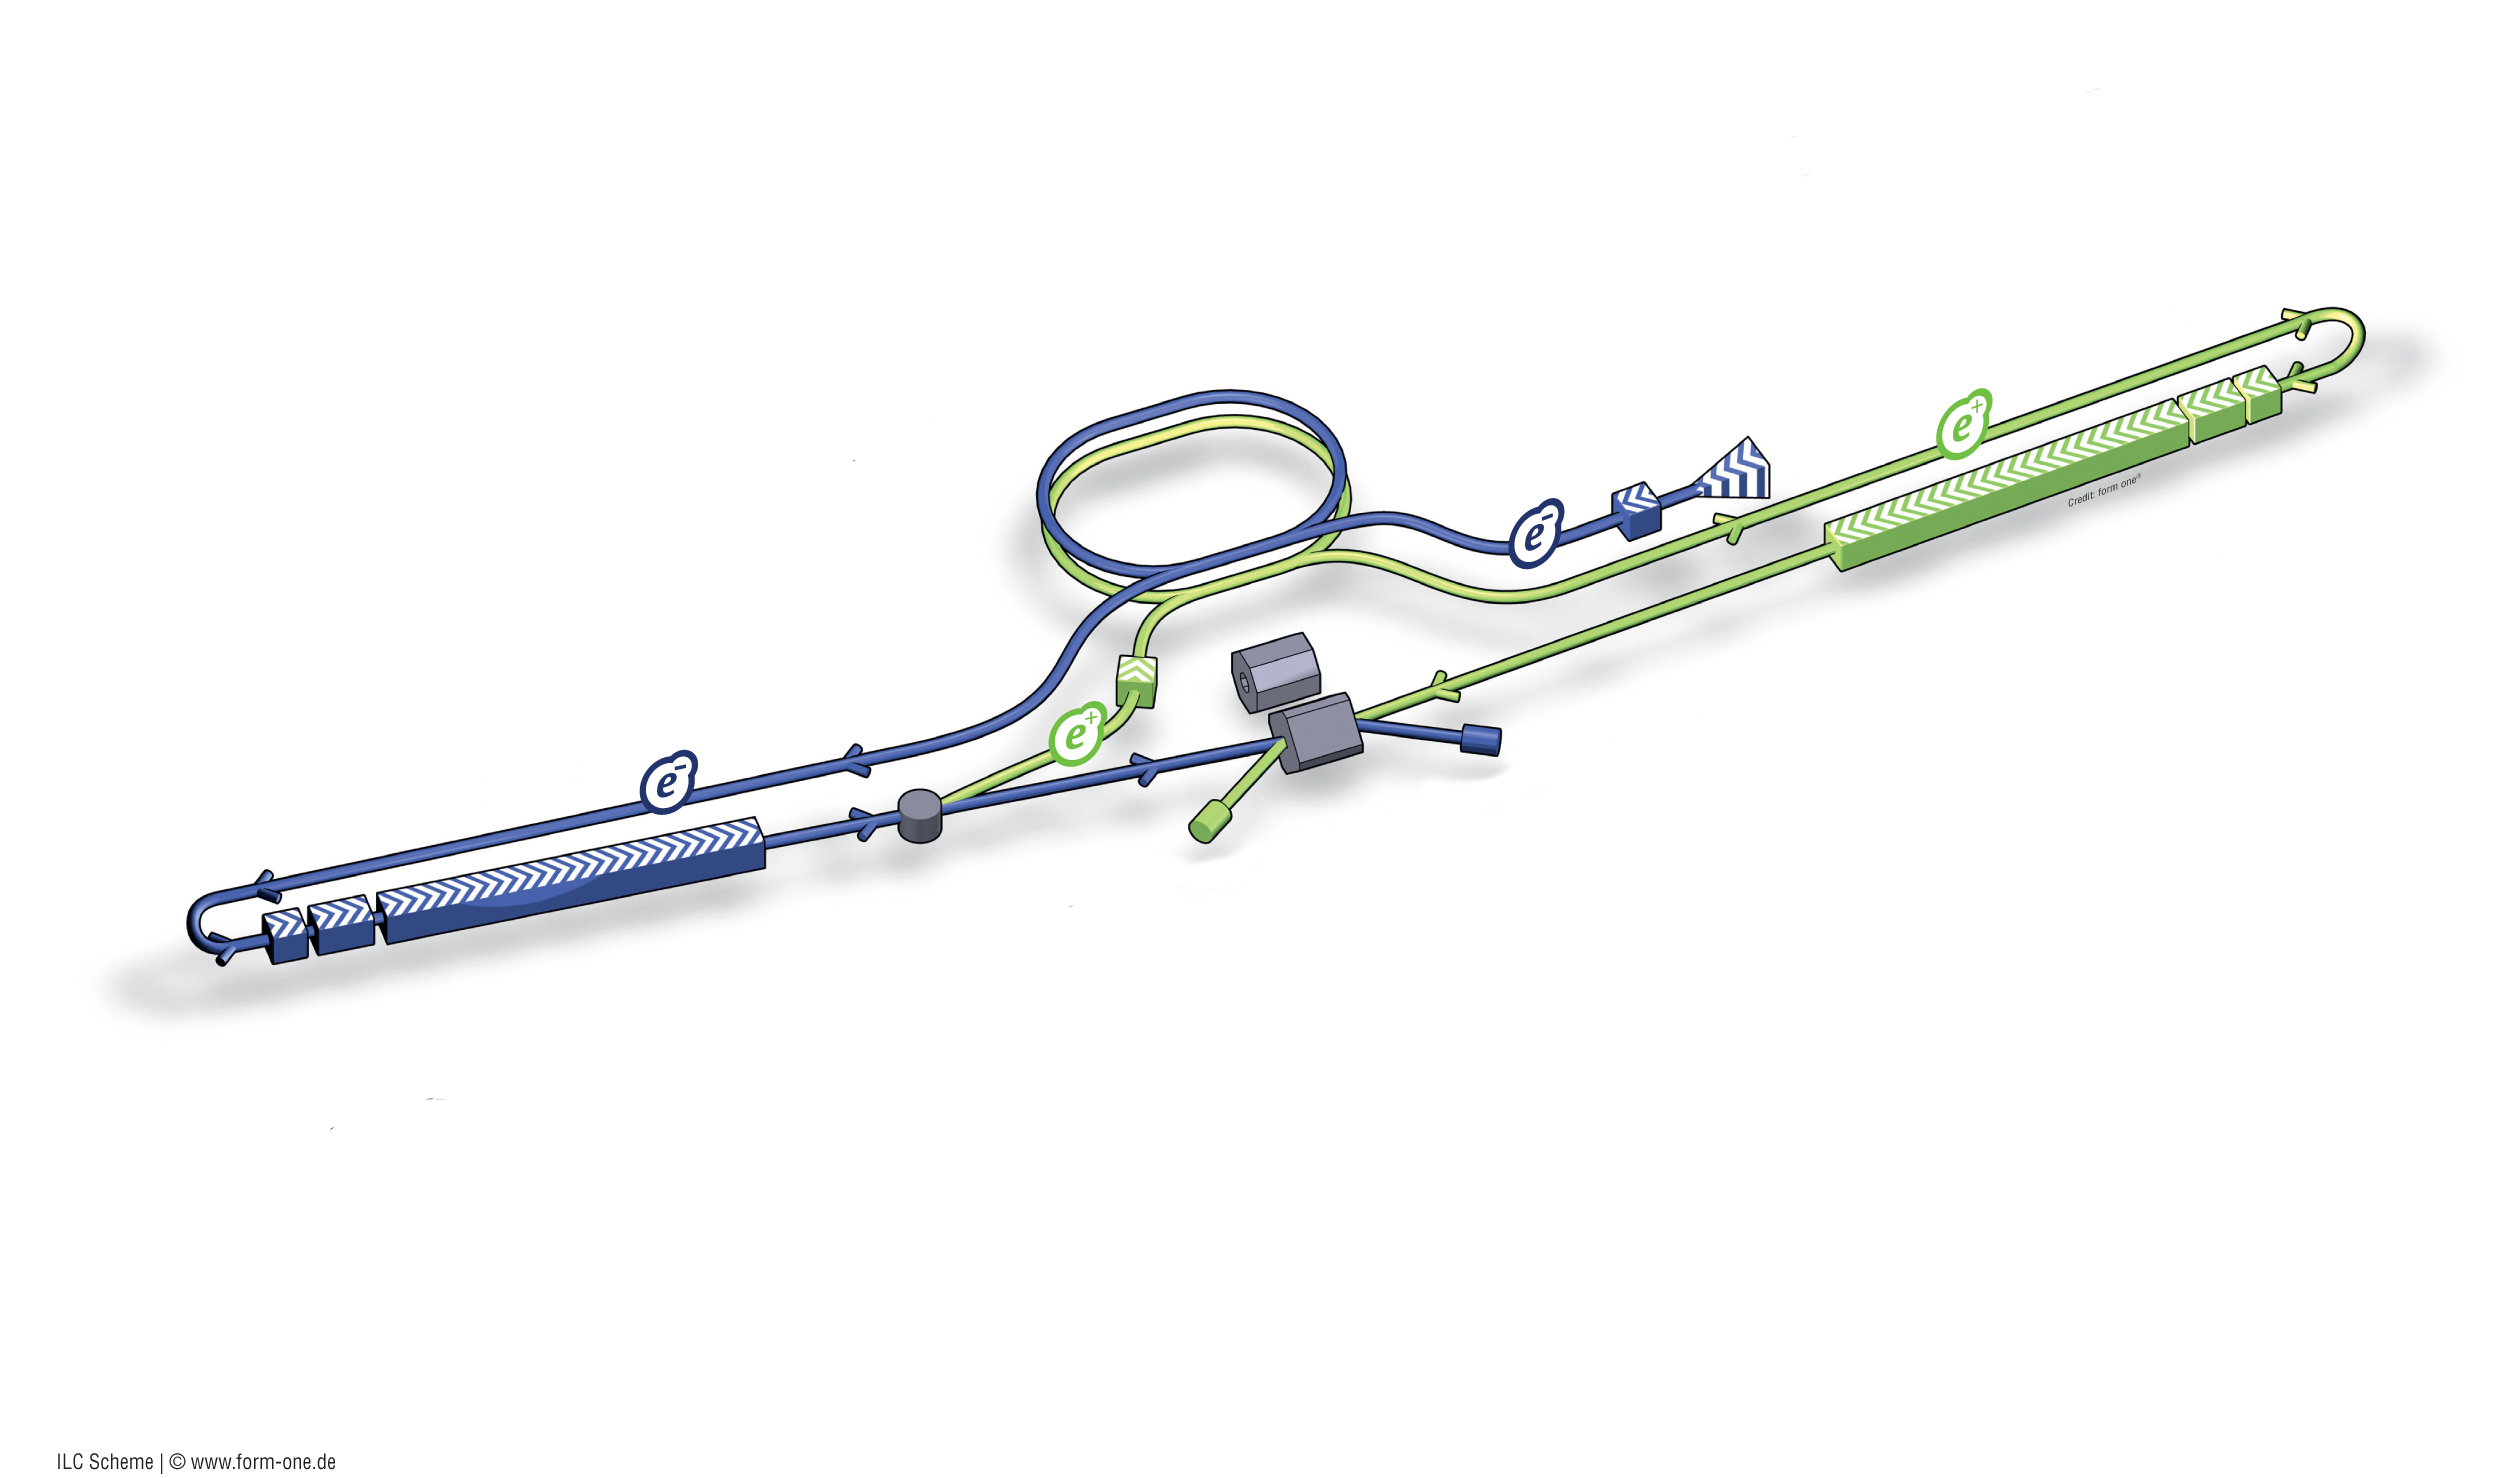 e+
Credit: form one®
e-
e+
e-
ILC Scheme | © www.form-one.de